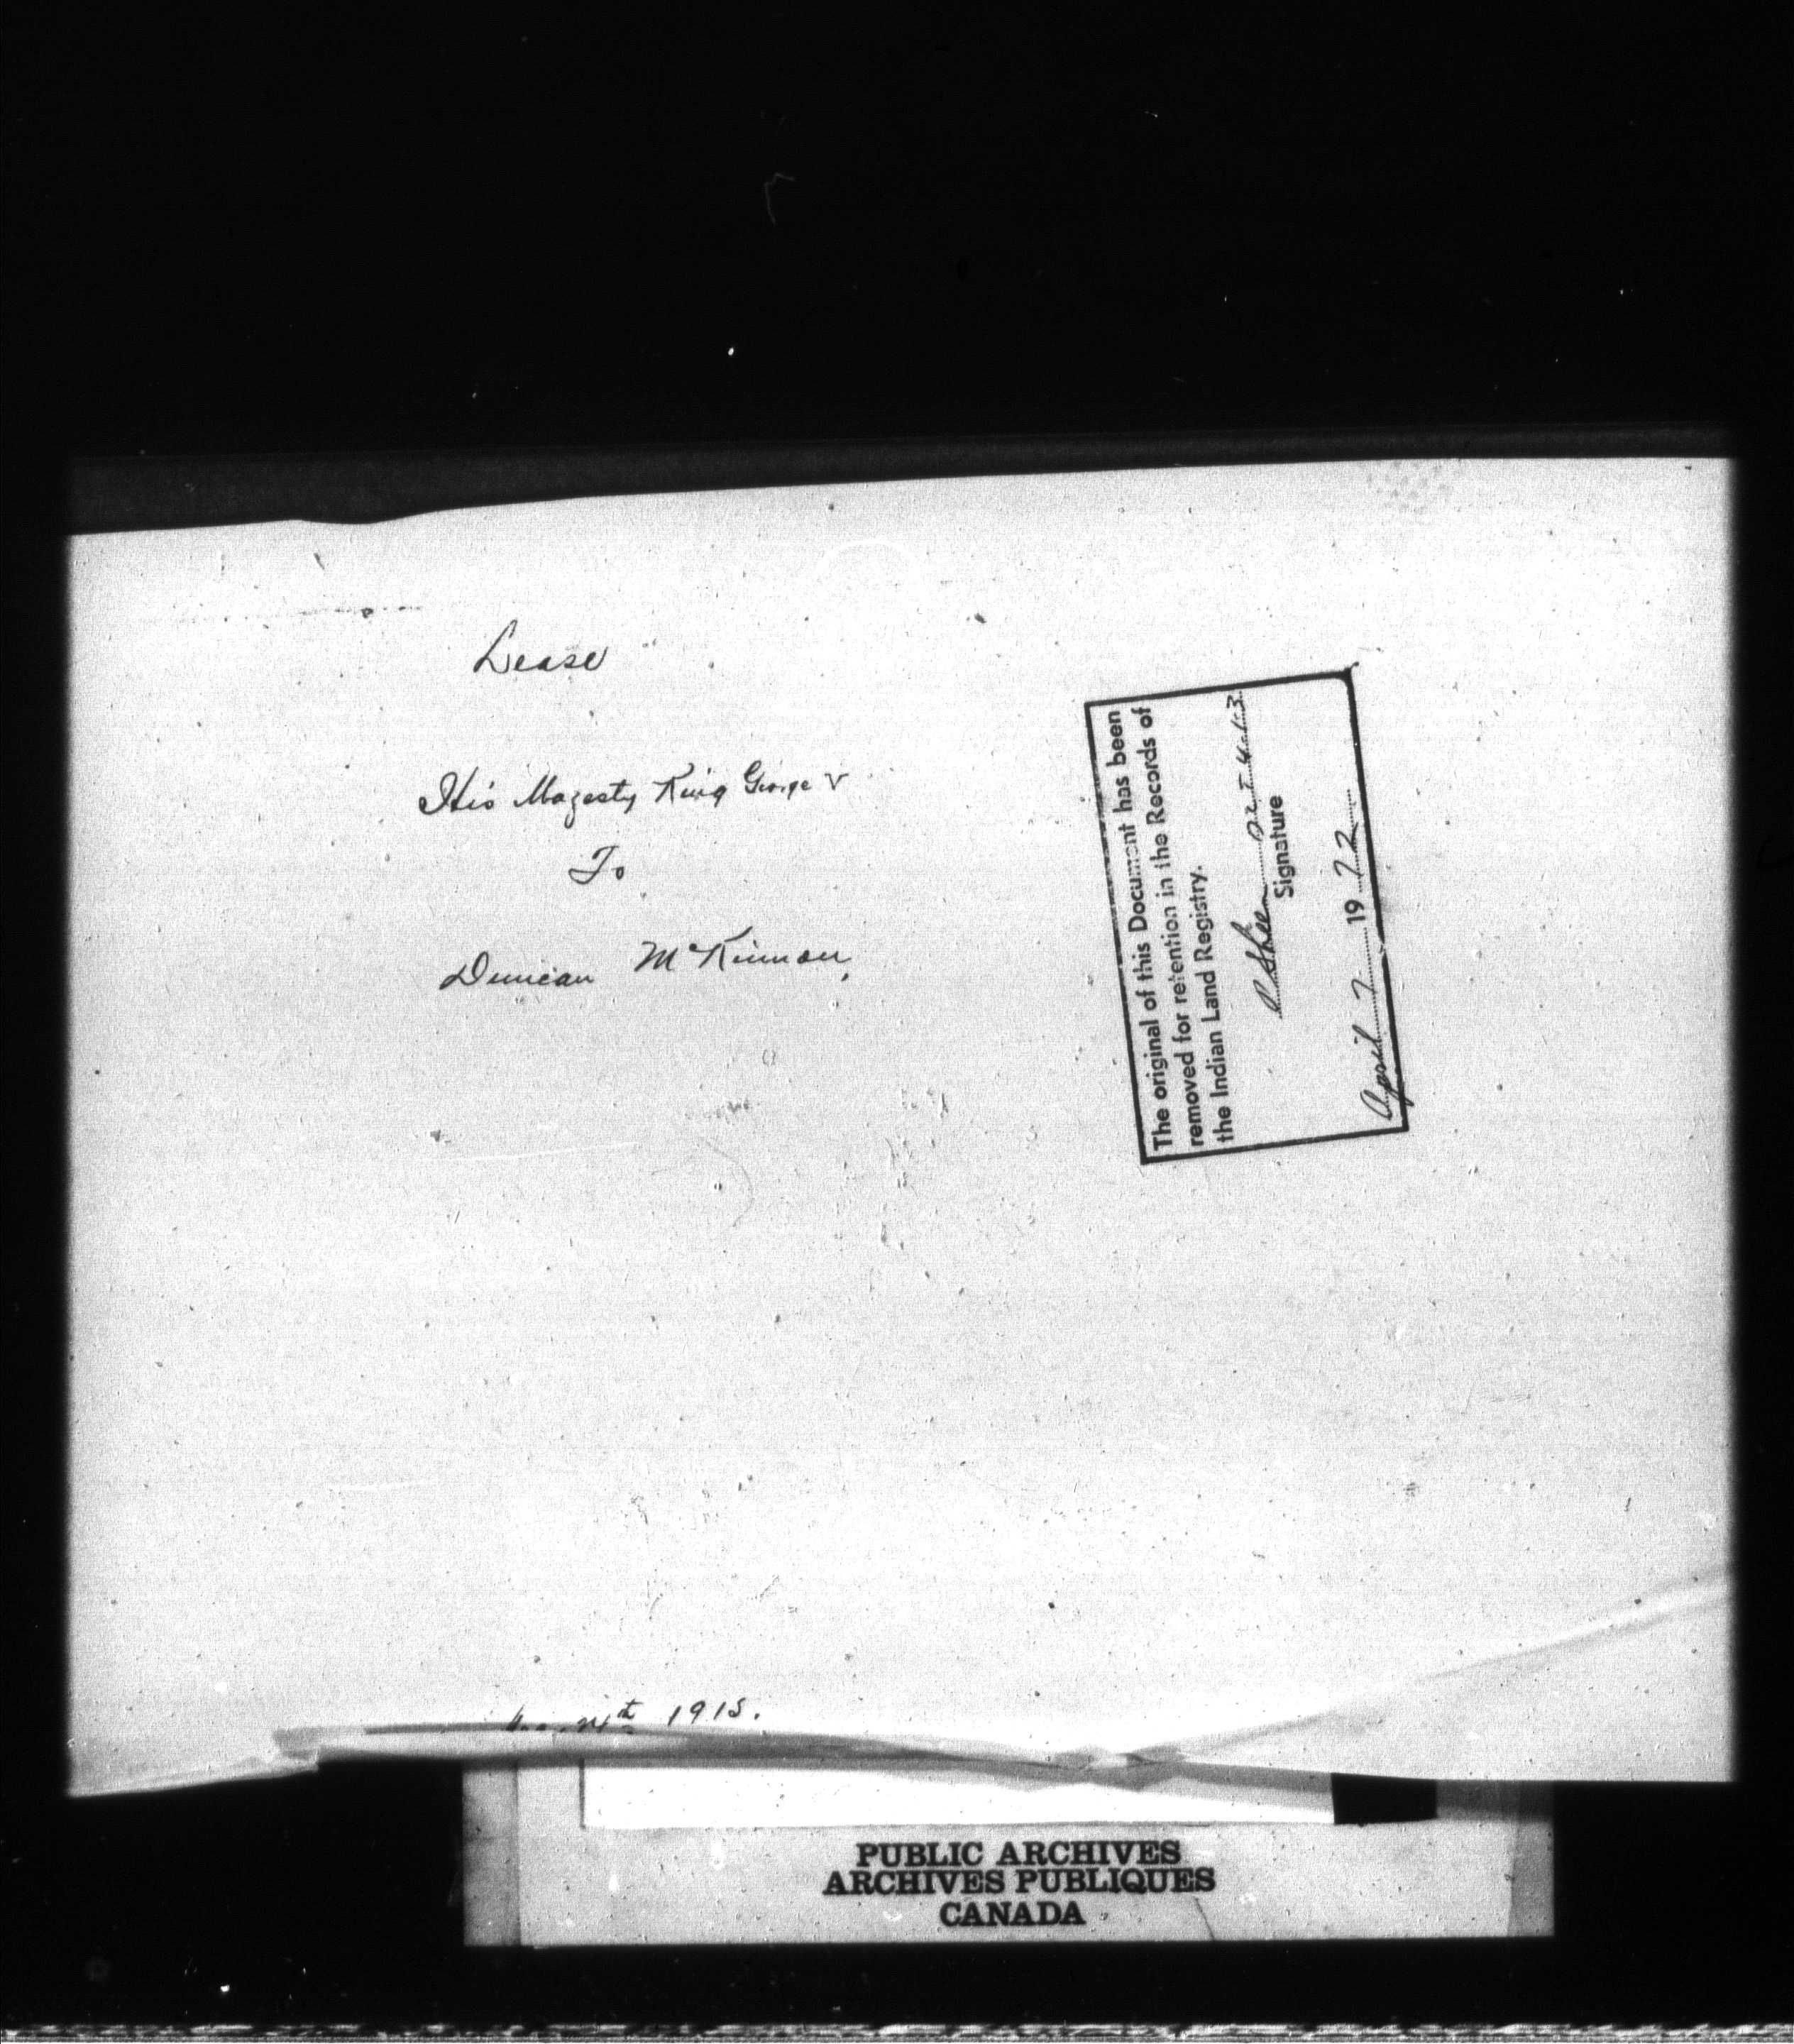 Lease
His Majesty King George V
To
Duncan McKinnon
The original of this Document has been
removed for retention in the Records of
the Indian Land Registry.
Signature
April 7 1972
1915.
PUBLIC ARCHIVES
ARCHIVES PUBLIQUES
CANADA